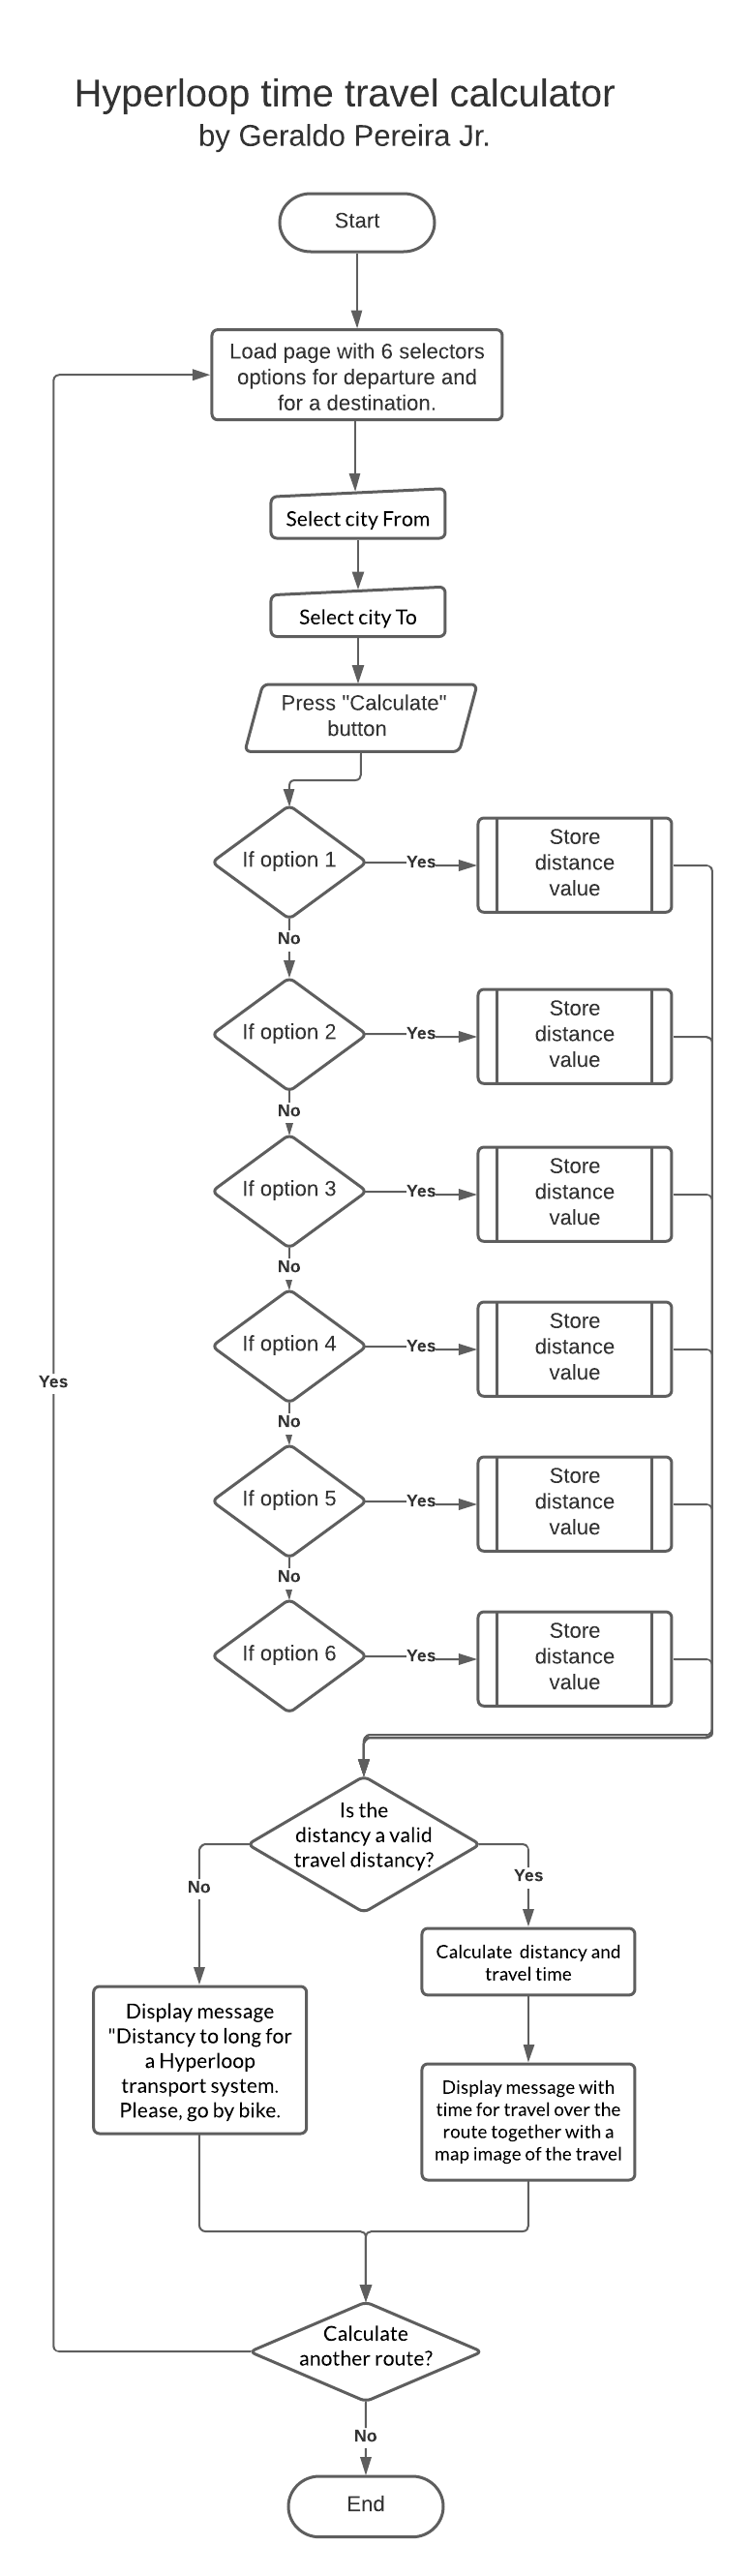 Hyperloop time travel calculator
by Geraldo Pereira Jr.
Start
Load page with 6 selectors
options for departure and
for a destination.
Select city From
Select city To
Press "Calculate"
button
If option 1
Yes
Store
distance
value
No
If option 2
Yes
Store
distance
value
No
If option 3
Yes
Store
distance
value
No
If option 4
Yes
Store
distance
value
Yes
No
If option 5
Yes
Store
distance
value
No
If option 6
Yes
Store
distance
value
Is the
distancy a valid
travel distancy?
No
Yes
Calculate distancy and
travel time
Display message
"Distancy to long for
a Hyperloop
transport system.
Please, go by bike.
Display message with
time for travel over the
route together with a
map image of the travel
Calculate
another route?
No
End